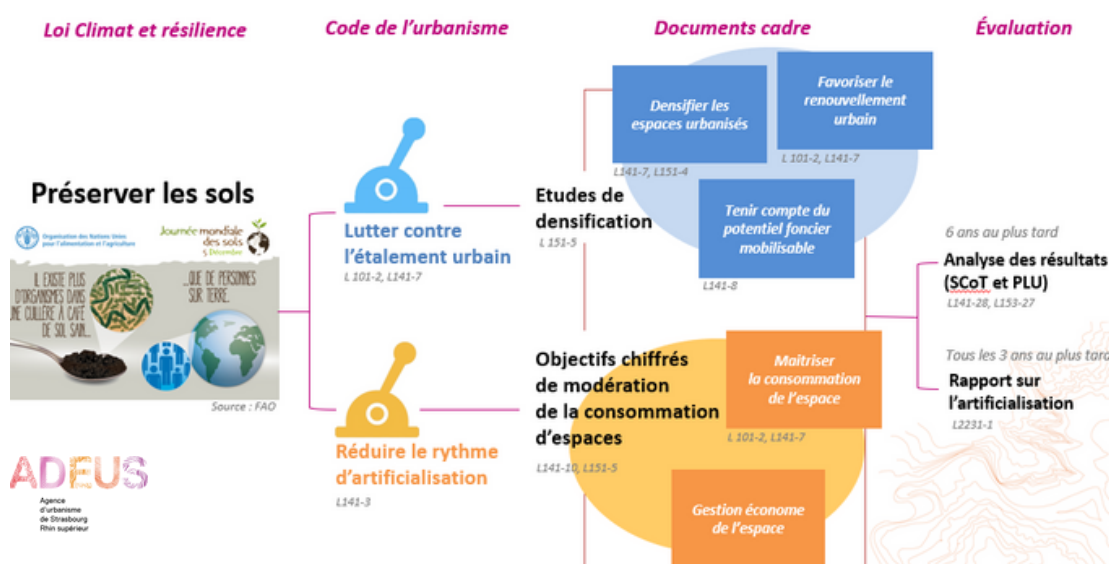 Loi Climat et résilience
Code de l'urbanisme
Documents cadre
Évaluation
Préserver les sols
Organisation des Nations Unies
pour l'alimentation et l'agriculture
Journée mondiale
des sols
5 Décembre
IL EXISTE PLUS
D'ORGANISMES DANS
UNE CUILLÈRE À CAFÉ
DE SOL SAIN...
...QUE DE PERSONNES
SUR TERRE.
Source : FAO
ADEUS
Agence
d'urbanisme
de Strasbourg
Rhin supérieur
Lutter contre
l'étalement urbain
L 101-2, L141-7
Réduire le rythme
d'artificialisation
L141-3
Etudes de
densification
L 151-5
Objectifs chiffrés
de modération
de la consommation
d'espaces
L141-10, L151-5
Densifier les
espaces urbanisés
L141-7, L151-4
Favoriser le
renouvellement
urbain
L 101-2, L141-7
Tenir compte du
potentiel foncier
mobilisable
L141-8
Maitriser
la consommation
de l'espace
L 101-2, L141-7
Gestion économe
de l'espace
6 ans au plus tard
Analyse des résultats
(SCoT et PLU)
L141-28, L153-27
Tous les 3 ans au plus tard
Rapport sur
l'artificialisation
L2231-1